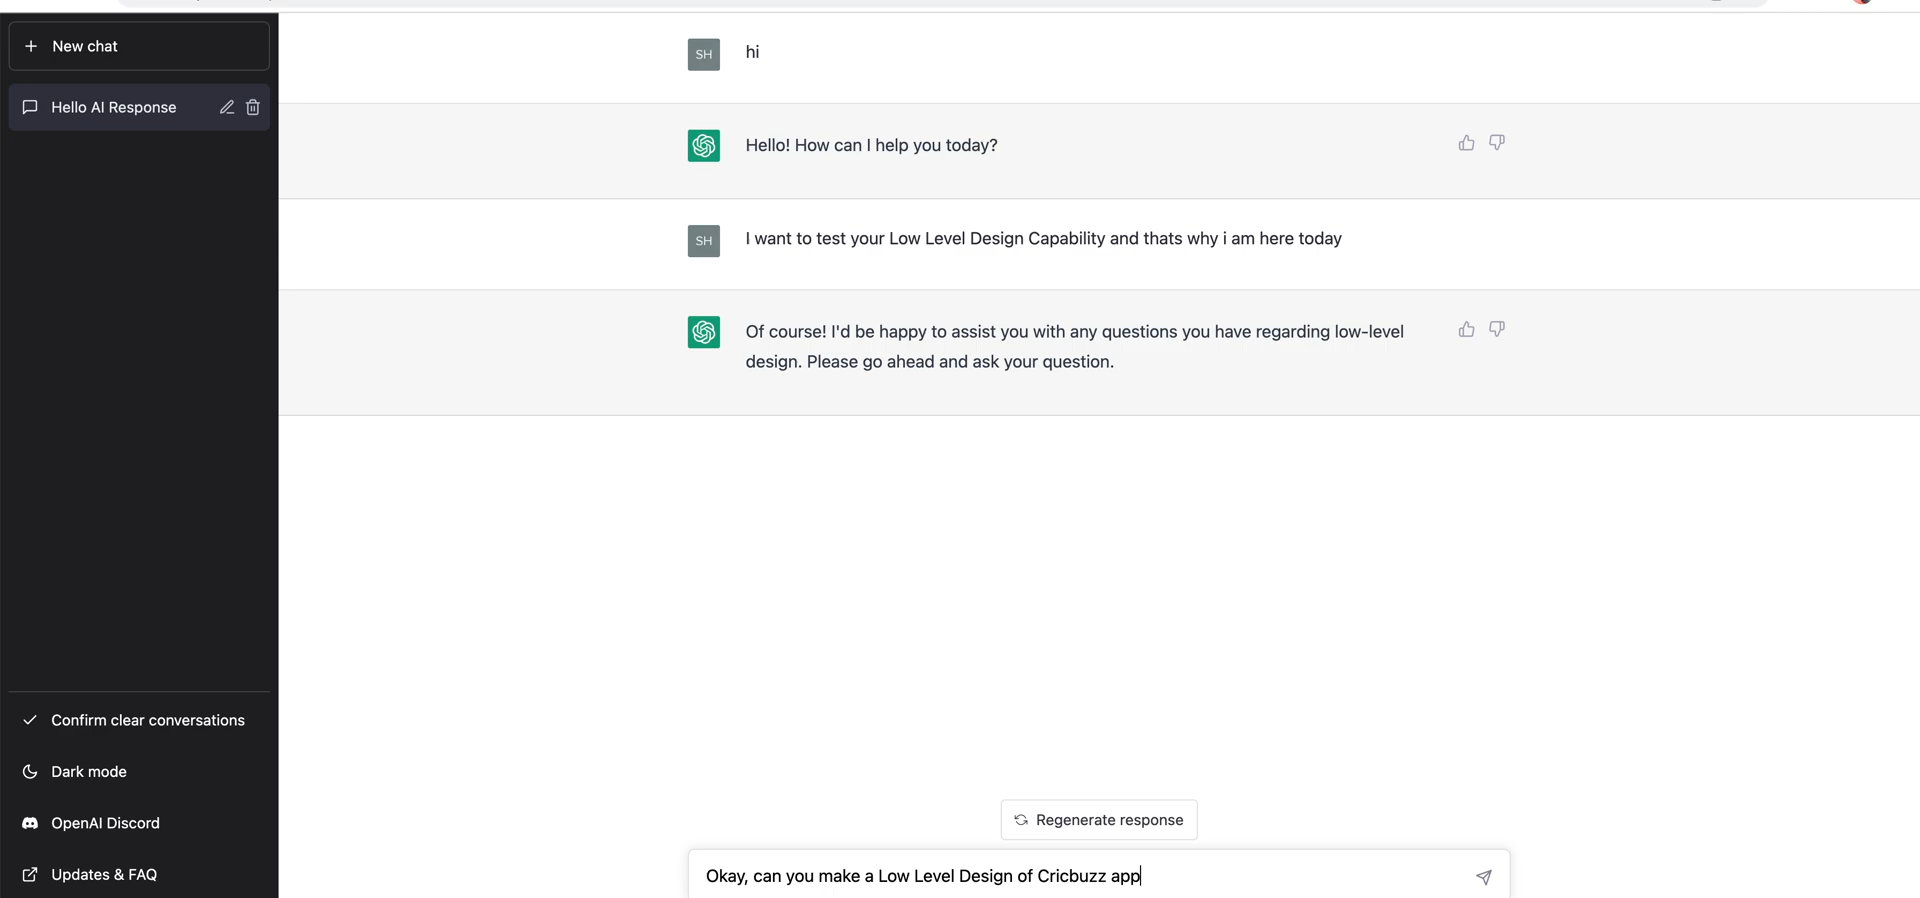 New chat
Hello AI Response
SH
hi
Hello! How can I help you today?
SH
I want to test your Low Level Design Capability and thats why i am here today
Of course! I'd be happy to assist you with any questions you have regarding low-level
design. Please go ahead and ask your question.
Confirm clear conversations
Dark mode
OpenAI Discord
Updates & FAQ
Regenerate response
Okay, can you make a Low Level Design of Cricbuzz app